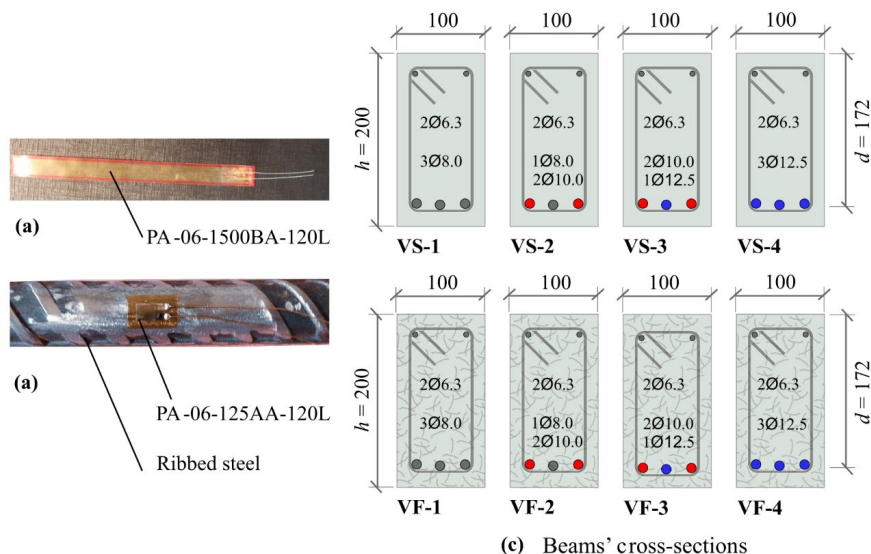 PA-06-1500BA-120L
(a)
PA-06-125AA-120L
(a)
Ribbed steel
100
100
100
100
h = 200
d = 172
2Ø6.3
3Ø8.0
2Ø6.3
1Ø8.0
2Ø10.0
2Ø6.3
2Ø10.0
1Ø12.5
2Ø6.3
3Ø12.5
VS-1
VS-2
VS-3
VS-4
100
100
100
100
h = 200
d = 172
2Ø6.3
3Ø8.0
2Ø6.3
1Ø8.0
2Ø10.0
2Ø6.3
2Ø10.0
1Ø12.5
2Ø6.3
3Ø12.5
VF-1
VF-2
VF-3
VF-4
(c) Beams' cross-sections